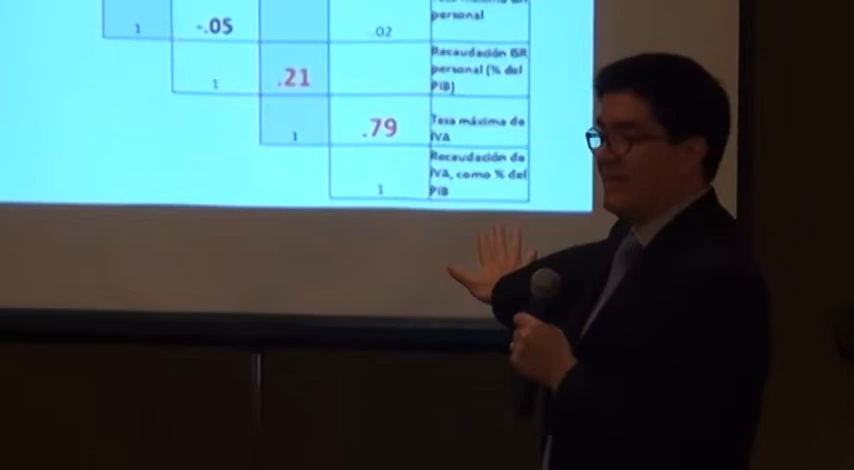 personal
1 -.05 -.02
Recaudación ISR
personal (% del
PIB)
1 .21
Tasa máxima de
IVA
1 .79
Recaudación de
IVA, como % del
PIB
1